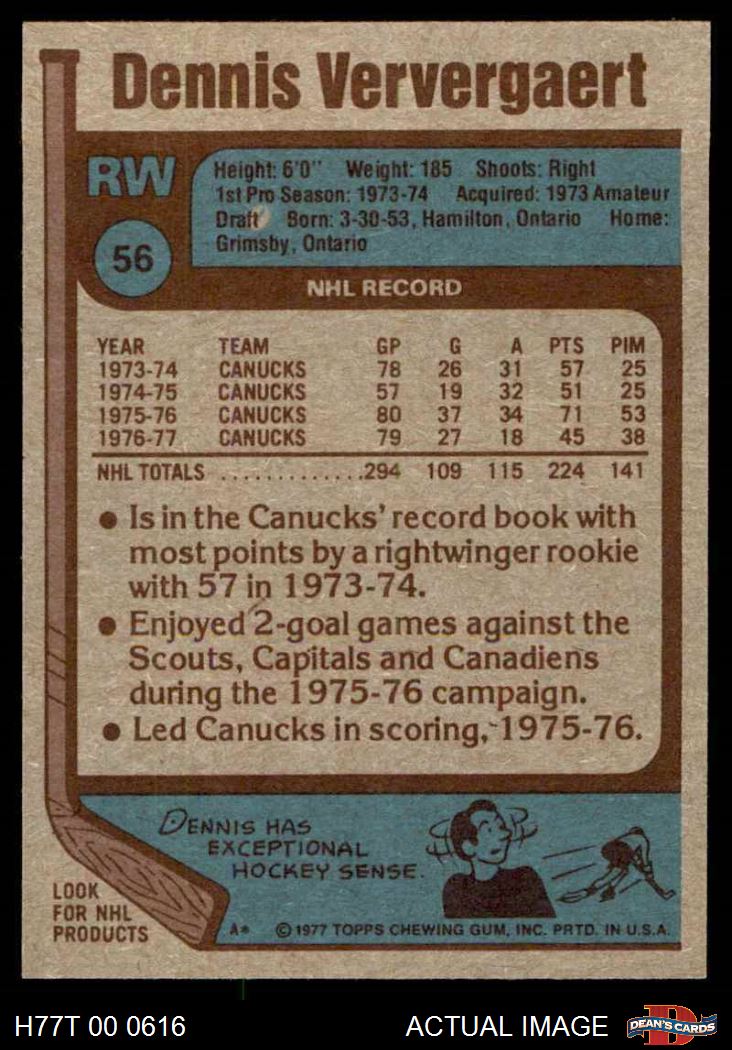 Dennis Ververgaert
RW
56
Height: 6'0" Weight: 185 Shoots: Right
1st Pro Season: 1973-74 Acquired: 1973 Amateur
Draft Born: 3-30-53, Hamilton, Ontario Home:
Grimsby, Ontario
NHL RECORD
YEAR TEAM GP G A PTS PIM
1973-74 CANUCKS 78 26 31 57 25
1974-75 CANUCKS 57 19 32 51 25
1975-76 CANUCKS 80 37 34 71 53
1976-77 CANUCKS 79 27 18 45 38
NHL TOTALS .............294 109 115 224 141
● Is in the Canucks' record book with
most points by a rightwinger rookie
with 57 in 1973-74.
● Enjoyed 2-goal games against the
Scouts, Capitals and Canadiens
during the 1975-76 campaign.
● Led Canucks in scoring, 1975-76.
DENNIS HAS
EXCEPTIONAL
HOCKEY SENSE.
LOOK
FOR NHL
PRODUCTS
A* © 1977 TOPPS CHEWING GUM, INC. PRTD. IN U.S.A.
H77T 00 0616 ACTUAL IMAGE D DEAN'S CARDS